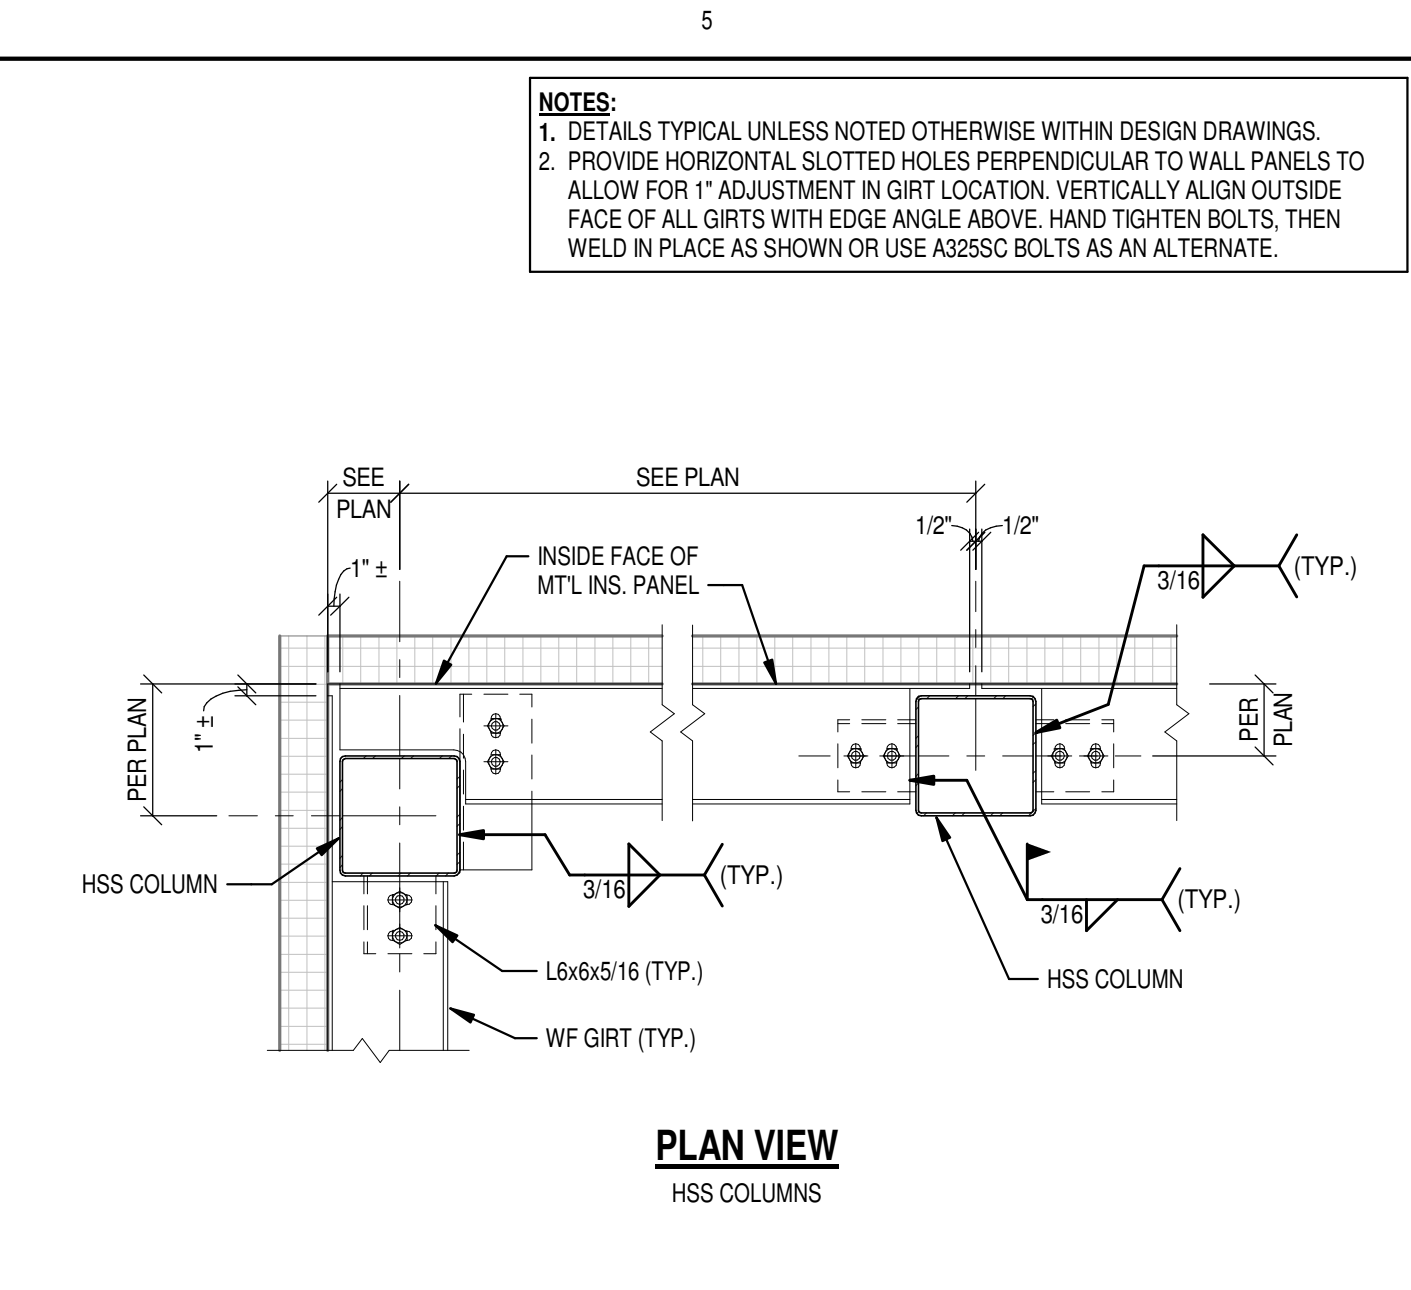 5
NOTES:
1. DETAILS TYPICAL UNLESS NOTED OTHERWISE WITHIN DESIGN DRAWINGS.
2. PROVIDE HORIZONTAL SLOTTED HOLES PERPENDICULAR TO WALL PANELS TO
ALLOW FOR 1" ADJUSTMENT IN GIRT LOCATION. VERTICALLY ALIGN OUTSIDE
FACE OF ALL GIRTS WITH EDGE ANGLE ABOVE. HAND TIGHTEN BOLTS, THEN
WELD IN PLACE AS SHOWN OR USE A325SC BOLTS AS AN ALTERNATE.
SEE
PLAN
SEE PLAN
1/2"
1/2"
1" ±
INSIDE FACE OF
MT'L INS. PANEL
3/16
(TYP.)
PER PLAN
1" ±
PER
PLAN
HSS COLUMN
3/16
(TYP.)
3/16
(TYP.)
L6x6x5/16 (TYP.)
HSS COLUMN
WF GIRT (TYP.)
PLAN VIEW
HSS COLUMNS